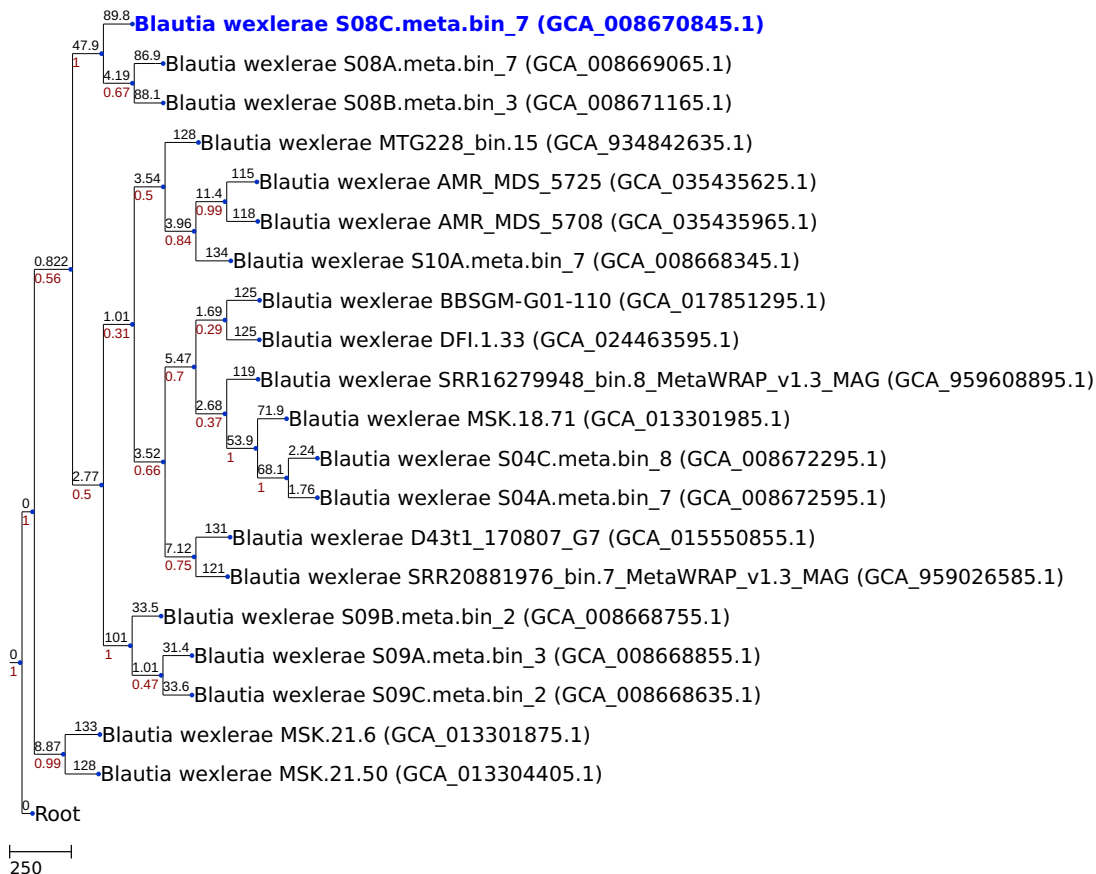 89.8
Blautia wexlerae S08C.meta.bin_7 (GCA_008670845.1)
47.9
1
86.9
Blautia wexlerae S08A.meta.bin_7 (GCA_008669065.1)
4.19
0.67
88.1
Blautia wexlerae S08B.meta.bin_3 (GCA_008671165.1)
128
Blautia wexlerae MTG228_bin.15 (GCA_934842635.1)
3.54
0.5
115
Blautia wexlerae AMR_MDS_5725 (GCA_035435625.1)
11.4
0.99
118
Blautia wexlerae AMR_MDS_5708 (GCA_035435965.1)
3.96
0.84
134
Blautia wexlerae S10A.meta.bin_7 (GCA_008668345.1)
0.822
0.56
125
Blautia wexlerae BBSGM-G01-110 (GCA_017851295.1)
1.01
0.31
1.69
0.29
125
Blautia wexlerae DFI.1.33 (GCA_024463595.1)
5.47
0.7
119
Blautia wexlerae SRR16279948_bin.8_MetaWRAP_v1.3_MAG (GCA_959608895.1)
2.68
0.37
71.9
Blautia wexlerae MSK.18.71 (GCA_013301985.1)
53.9
1
3.52
0.66
2.24
Blautia wexlerae S04C.meta.bin_8 (GCA_008672295.1)
68.1
1
2.77
0.5
1.76
Blautia wexlerae S04A.meta.bin_7 (GCA_008672595.1)
0
1
131
Blautia wexlerae D43t1_170807_G7 (GCA_015550855.1)
7.12
0.75
121
Blautia wexlerae SRR20881976_bin.7_MetaWRAP_v1.3_MAG (GCA_959026585.1)
33.5
Blautia wexlerae S09B.meta.bin_2 (GCA_008668755.1)
101
1
31.4
Blautia wexlerae S09A.meta.bin_3 (GCA_008668855.1)
0
1
1.01
0.47
33.6
Blautia wexlerae S09C.meta.bin_2 (GCA_008668635.1)
133
Blautia wexlerae MSK.21.6 (GCA_013301875.1)
8.87
0.99
128
Blautia wexlerae MSK.21.50 (GCA_013304405.1)
0
Root
250